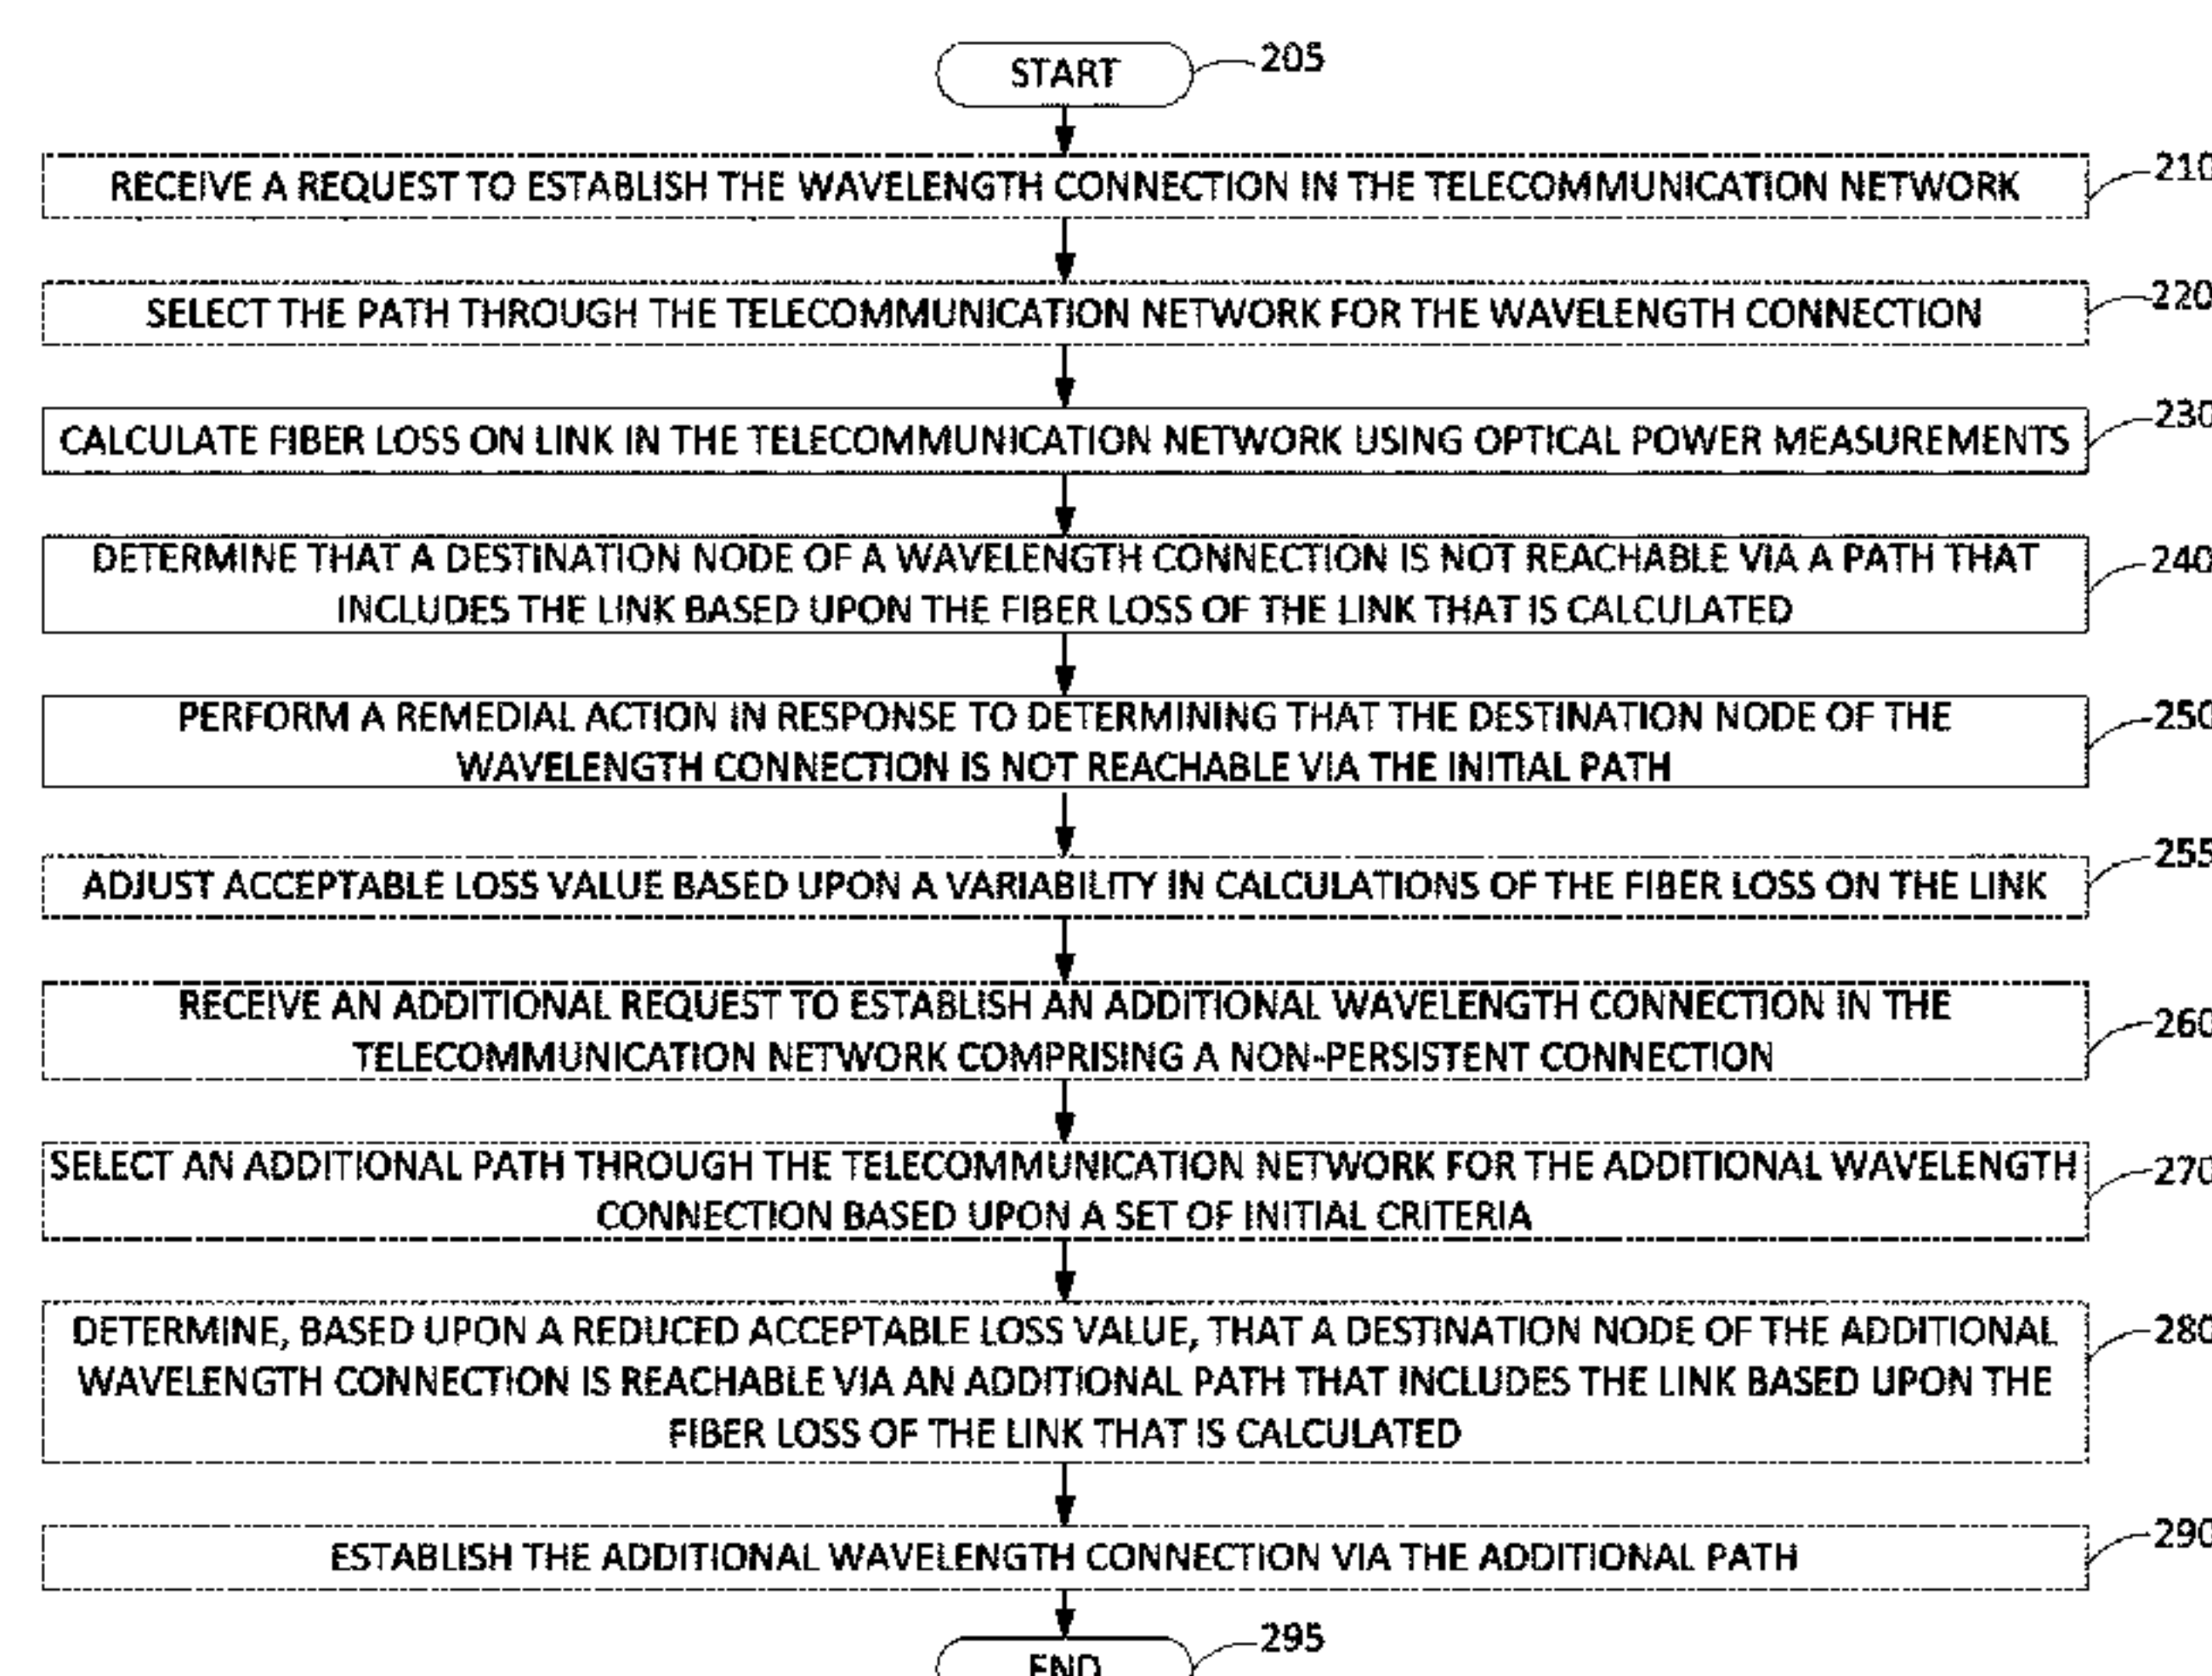 START
205
RECEIVE A REQUEST TO ESTABLISH THE WAVELENGTH CONNECTION IN THE TELECOMMUNICATION NETWORK
210
SELECT THE PATH THROUGH THE TELECOMMUNICATION NETWORK FOR THE WAVELENGTH CONNECTION
220
CALCULATE FIBER LOSS ON LINK IN THE TELECOMMUNICATION NETWORK USING OPTICAL POWER MEASUREMENTS
230
DETERMINE THAT A DESTINATION NODE OF A WAVELENGTH CONNECTION IS NOT REACHABLE VIA A PATH THAT
INCLUDES THE LINK BASED UPON THE FIBER LOSS OF THE LINK THAT IS CALCULATED
240
PERFORM A REMEDIAL ACTION IN RESPONSE TO DETERMINING THAT THE DESTINATION NODE OF THE
WAVELENGTH CONNECTION IS NOT REACHABLE VIA THE INITIAL PATH
250
ADJUST ACCEPTABLE LOSS VALUE BASED UPON A VARIABILITY IN CALCULATIONS OF THE FIBER LOSS ON THE LINK
255
RECEIVE AN ADDITIONAL REQUEST TO ESTABLISH AN ADDITIONAL WAVELENGTH CONNECTION IN THE
TELECOMMUNICATION NETWORK COMPRISING A NON-PERSISTENT CONNECTION
260
SELECT AN ADDITIONAL PATH THROUGH THE TELECOMMUNICATION NETWORK FOR THE ADDITIONAL WAVELENGTH
CONNECTION BASED UPON A SET OF INITIAL CRITERIA
270
DETERMINE, BASED UPON A REDUCED ACCEPTABLE LOSS VALUE, THAT A DESTINATION NODE OF THE ADDITIONAL
WAVELENGTH CONNECTION IS REACHABLE VIA AN ADDITIONAL PATH THAT INCLUDES THE LINK BASED UPON THE
FIBER LOSS OF THE LINK THAT IS CALCULATED
280
ESTABLISH THE ADDITIONAL WAVELENGTH CONNECTION VIA THE ADDITIONAL PATH
290
END
295